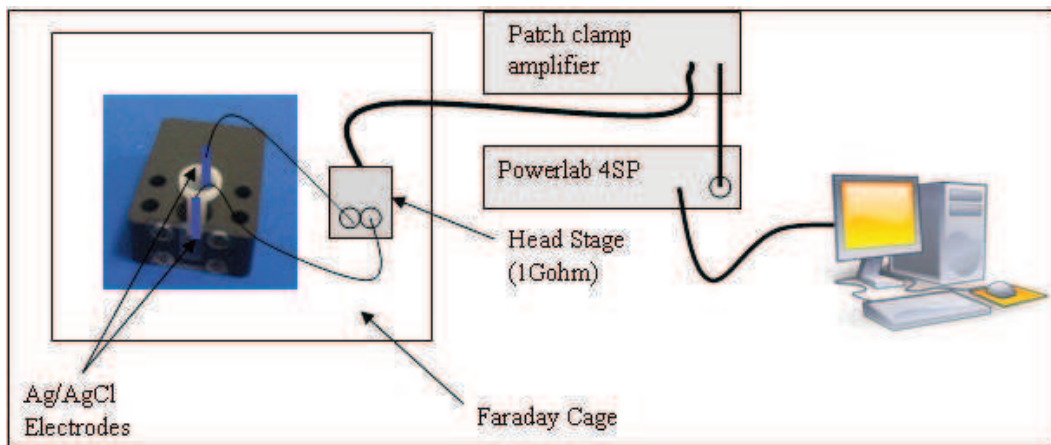 Patch clamp
amplifier
Powerlab 4SP
Head Stage
(1Gohm)
Ag/AgCl
Electrodes
Faraday Cage